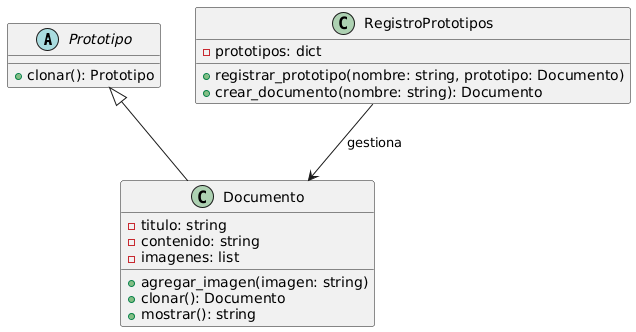 A Prototipo
clonar(): Prototipo
C RegistroPrototipos
prototipos: dict
registrar_prototipo(nombre: string, prototipo: Documento)
crear_documento(nombre: string): Documento
gestiona
C Documento
titulo: string
contenido: string
imagenes: list
agregar_imagen(imagen: string)
clonar(): Documento
mostrar(): string